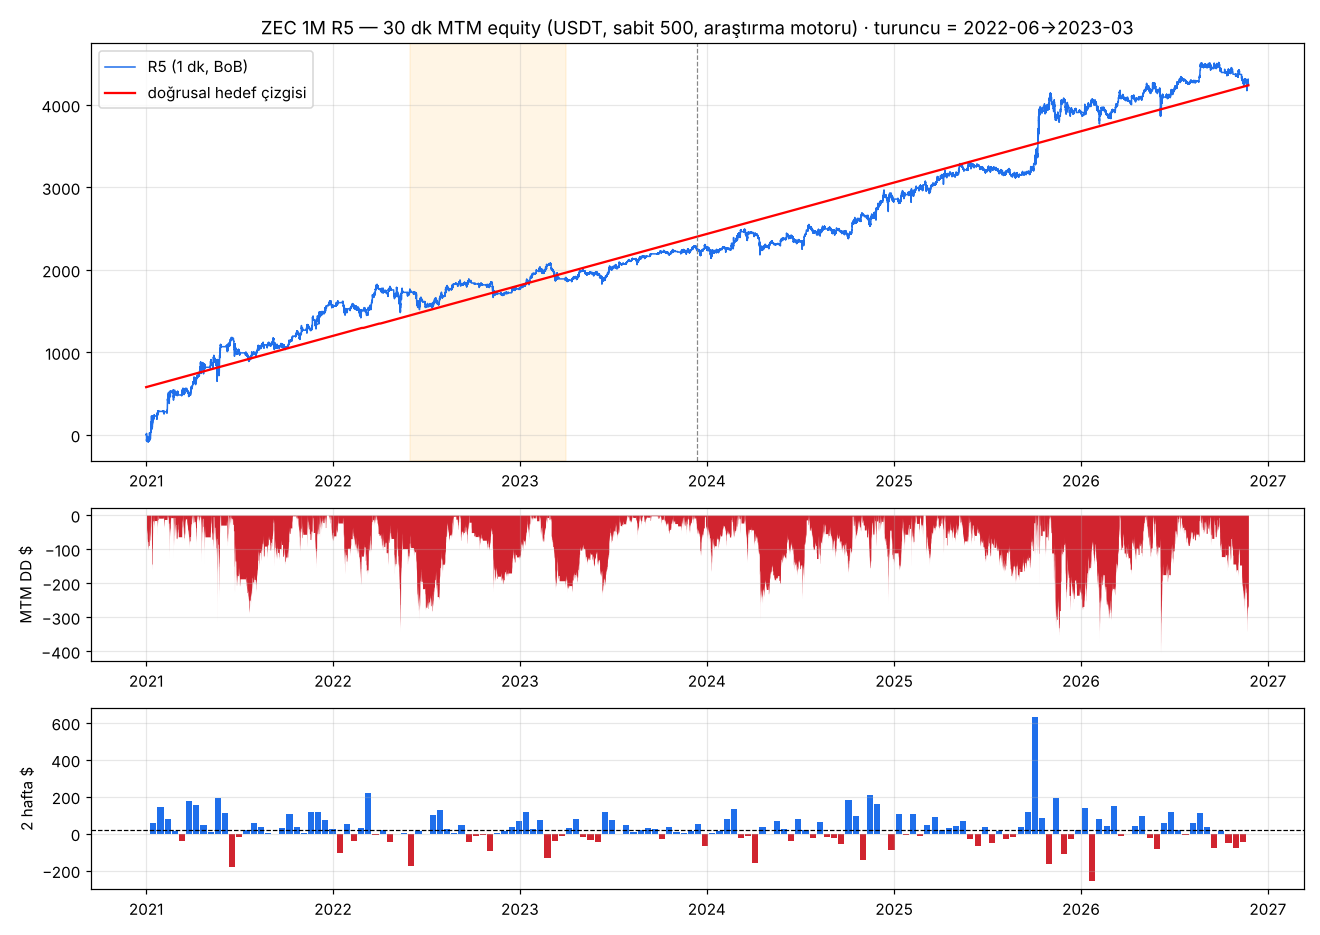 ZEC 1M R5 — 30 dk MTM equity (USDT, sabit 500, araştırma motoru) · turuncu = 2022-06→2023-03
R5 (1 dk, BoB)
doğrusal hedef çizgisi
4000
3000
2000
1000
0
2021 2022 2023 2024 2025 2026 2027
MTM DD $
0
−100
−200
−300
−400
2021 2022 2023 2024 2025 2026 2027
2 hafta $
600
400
200
0
−200
2021 2022 2023 2024 2025 2026 2027